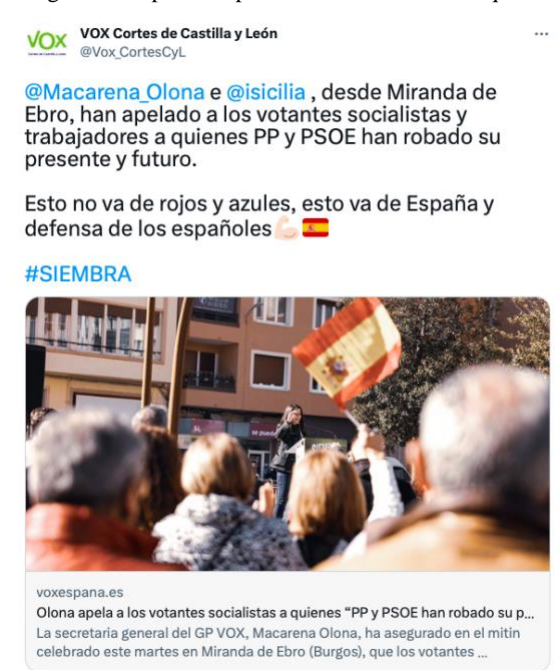 VOX
VOX Cortes de Castilla y León
@Vox_CortesCyL
@Macarena_Olona e @isicilia , desde Miranda de
Ebro, han apelado a los votantes socialistas y
trabajadores a quienes PP y PSOE han robado su
presente y futuro.
Esto no va de rojos y azules, esto va de España y
defensa de los españoles💪🏻🇪🇸
#SIEMBRA
voxespana.es
Olona apela a los votantes socialistas a quienes “PP y PSOE han robado su p...
La secretaria general del GP VOX, Macarena Olona, ha asegurado en el mitin
celebrado este martes en Miranda de Ebro (Burgos), que los votantes ...